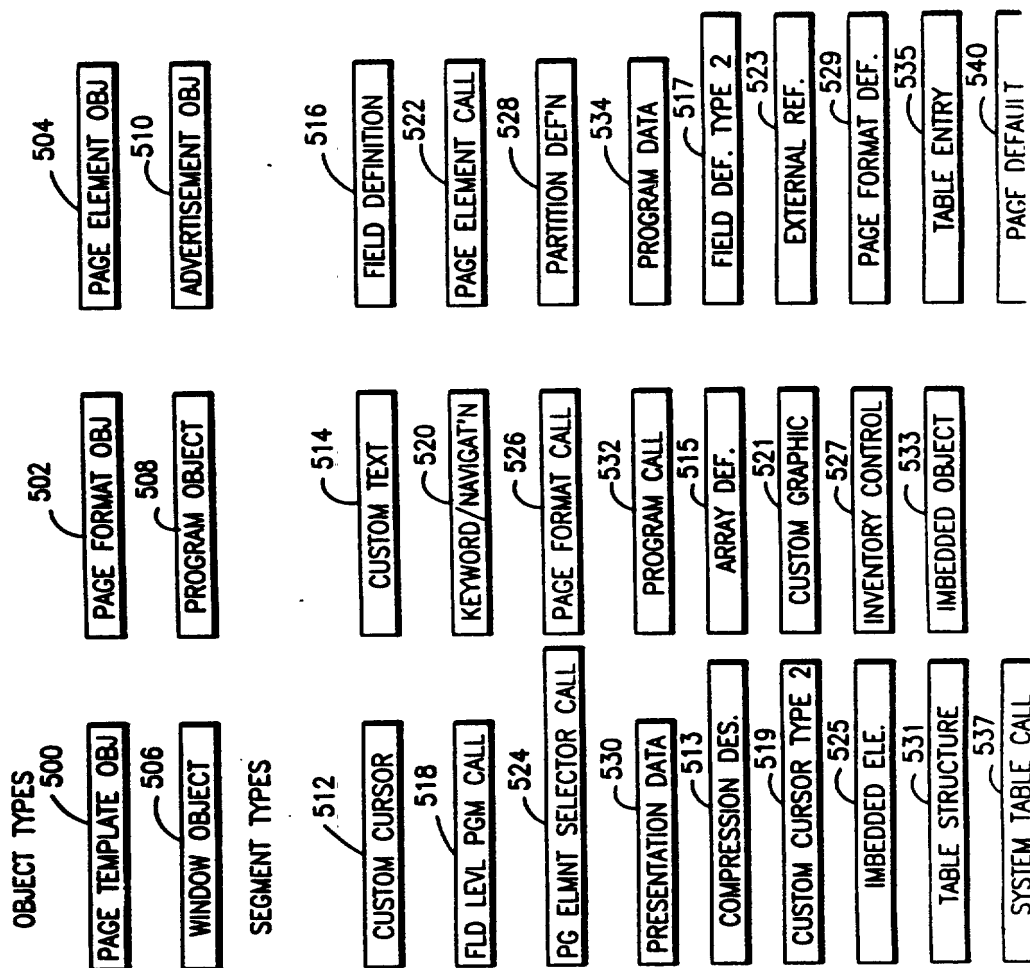 OBJECT TYPES
500
PAGE TEMPLATE OBJ
502
PAGE FORMAT OBJ
504
PAGE ELEMENT OBJ
506
WINDOW OBJECT
508
PROGRAM OBJECT
510
ADVERTISEMENT OBJ
SEGMENT TYPES
512
CUSTOM CURSOR
514
CUSTOM TEXT
516
FIELD DEFINITION
518
FLD LEVL PGM CALL
520
KEYWORD/NAVIGAT'N
522
PAGE ELEMENT CALL
524
PG ELMNT SELECTOR CALL
526
PAGE FORMAT CALL
528
PARTITION DEF'N
530
PRESENTATION DATA
532
PROGRAM CALL
534
PROGRAM DATA
513
COMPRESSION DES.
515
ARRAY DEF.
517
FIELD DEF. TYPE 2
519
CUSTOM CURSOR TYPE 2
521
CUSTOM GRAPHIC
523
EXTERNAL REF.
525
IMBEDDED ELE.
527
INVENTORY CONTROL
529
PAGE FORMAT DEF.
531
TABLE STRUCTURE
533
IMBEDDED OBJECT
535
TABLE ENTRY
537
SYSTEM TABLE CALL
540
PAGE DEFAULT